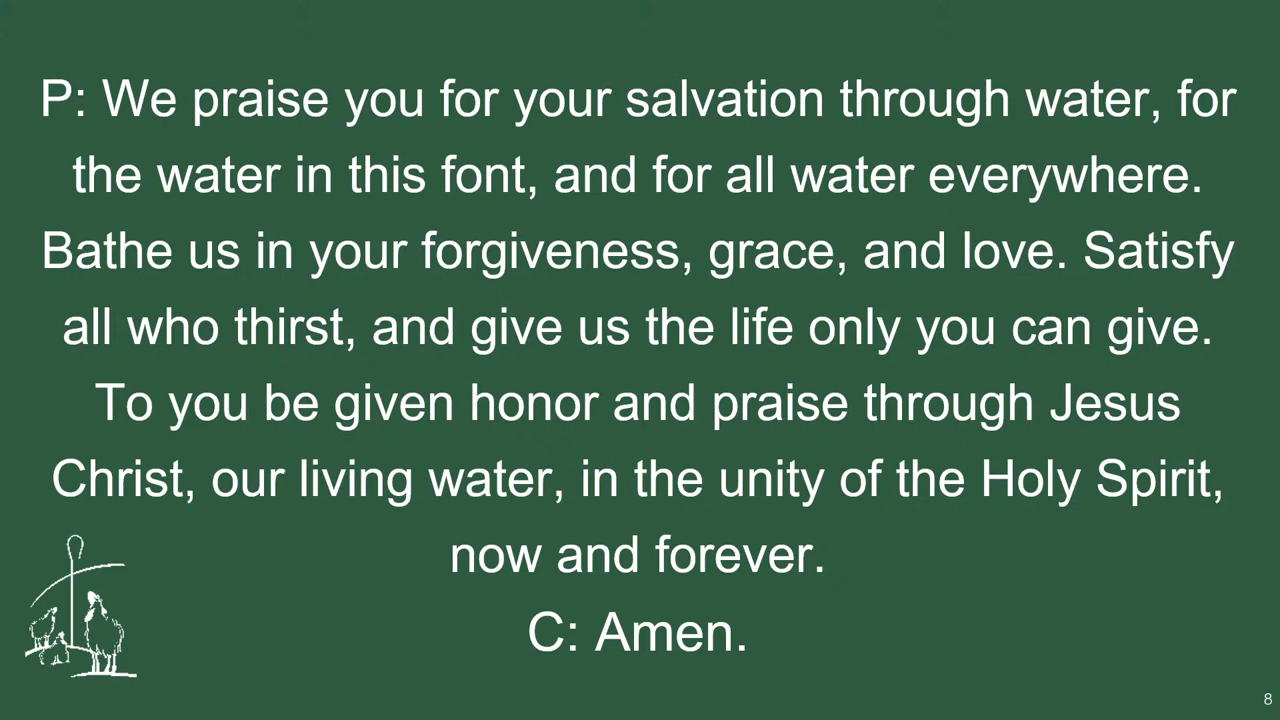 P: We praise you for your salvation through water, for
the water in this font, and for all water everywhere.
Bathe us in your forgiveness, grace, and love. Satisfy
all who thirst, and give us the life only you can give.
To you be given honor and praise through Jesus
Christ, our living water, in the unity of the Holy Spirit,
now and forever.
C: Amen.
8